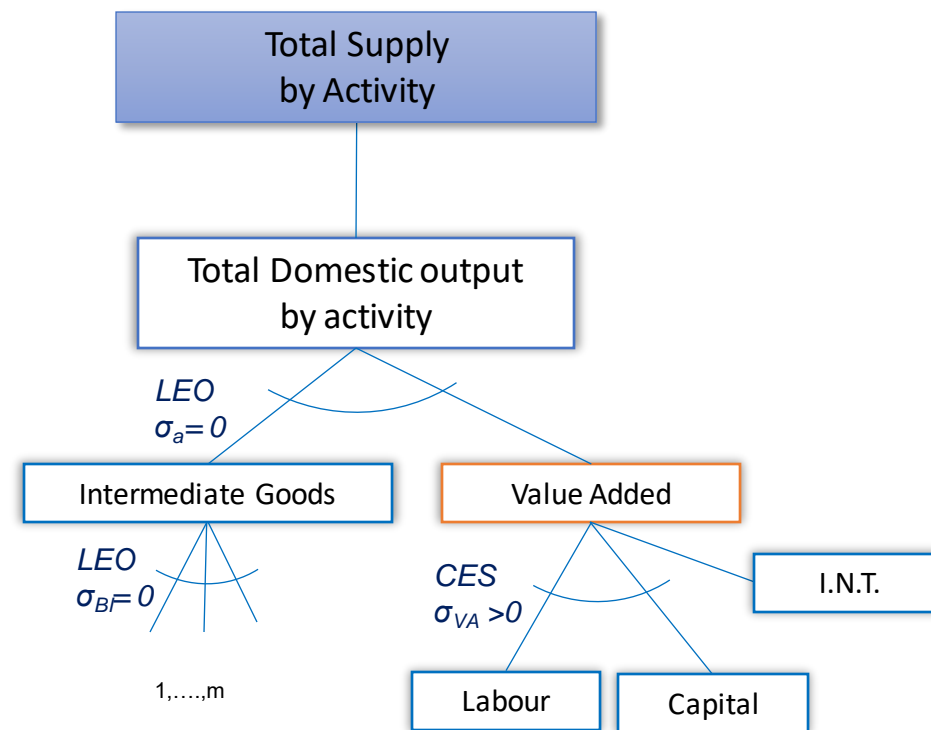 Total Supply
by Activity
Total Domestic output
by activity
LEO
σa= 0
Intermediate Goods
Value Added
LEO
σBI= 0
CES
σVA >0
I.N.T.
1,....,m
Labour
Capital